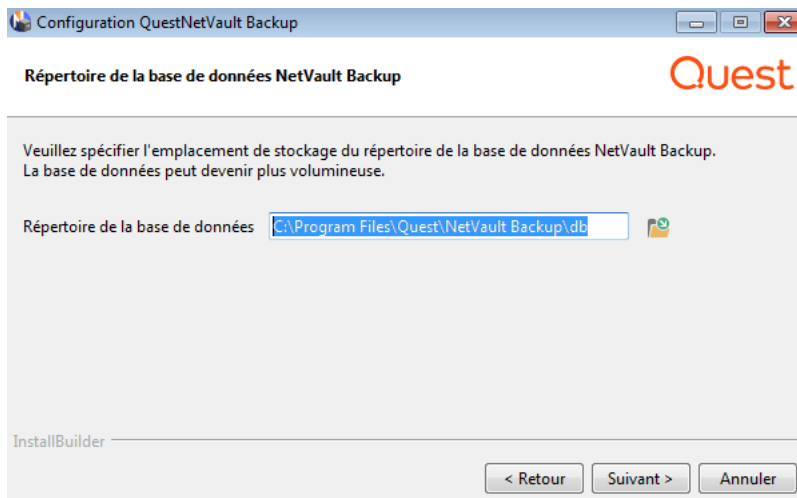 Configuration QuestNetVault Backup
Répertoire de la base de données NetVault Backup
Quest
Veuillez spécifier l'emplacement de stockage du répertoire de la base de données NetVault Backup.
La base de données peut devenir plus volumineuse.
Répertoire de la base de données C:\Program Files\Quest\NetVault Backup\db
InstallBuilder
< Retour Suivant > Annuler